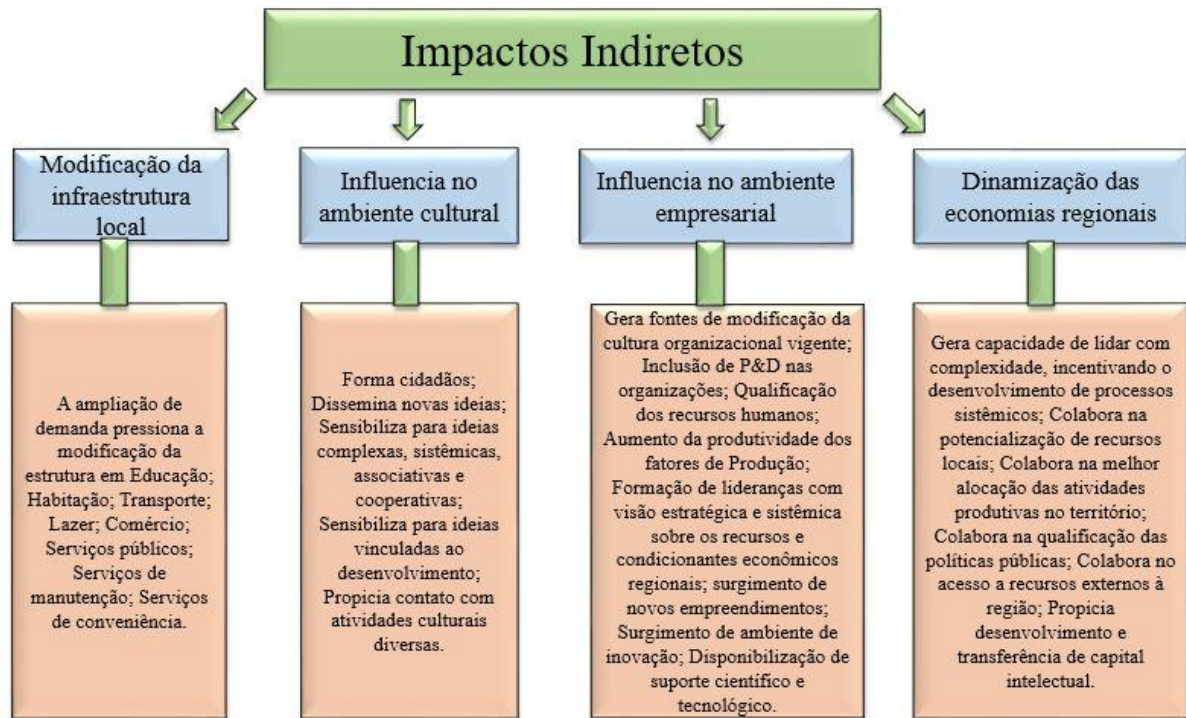 Impactos Indiretos
Modificação da
infraestrutura
local
A ampliação de
demanda pressiona a
modificação da
estrutura em Educação;
Habitação; Transporte;
Lazer; Comércio;
Serviços públicos;
Serviços de
manutenção; Serviços
de conveniência.
Influencia no
ambiente cultural
Forma cidadãos;
Dissemina novas ideias;
Sensibiliza para ideias
complexas, sistêmicas,
associativas e
cooperativas;
Sensibiliza para ideias
vinculadas ao
desenvolvimento;
Propicia contato com
atividades culturais
diversas.
Influencia no ambiente
empresarial
Gera fontes de modificação da
cultura organizacional vigente;
Inclusão de P&D nas
organizações; Qualificação
dos recursos humanos;
Aumento da produtividade dos
fatores de Produção;
Formação de lideranças com
visão estratégica e sistêmica
sobre os recursos e
condicionantes econômicos
regionais; surgimento de
novos empreendimentos;
Surgimento de ambiente de
inovação; Disponibilização de
suporte científico e
tecnológico.
Dinamização das
economias regionais
Gera capacidade de lidar com
complexidade, incentivando o
desenvolvimento de processos
sistêmicos; Colabora na
potencialização de recursos
locais; Colabora na melhor
alocação das atividades
produtivas no território;
Colabora na qualificação das
políticas públicas; Colabora no
acesso a recursos externos à
região; Propicia
desenvolvimento e
transferência de capital
intelectual.